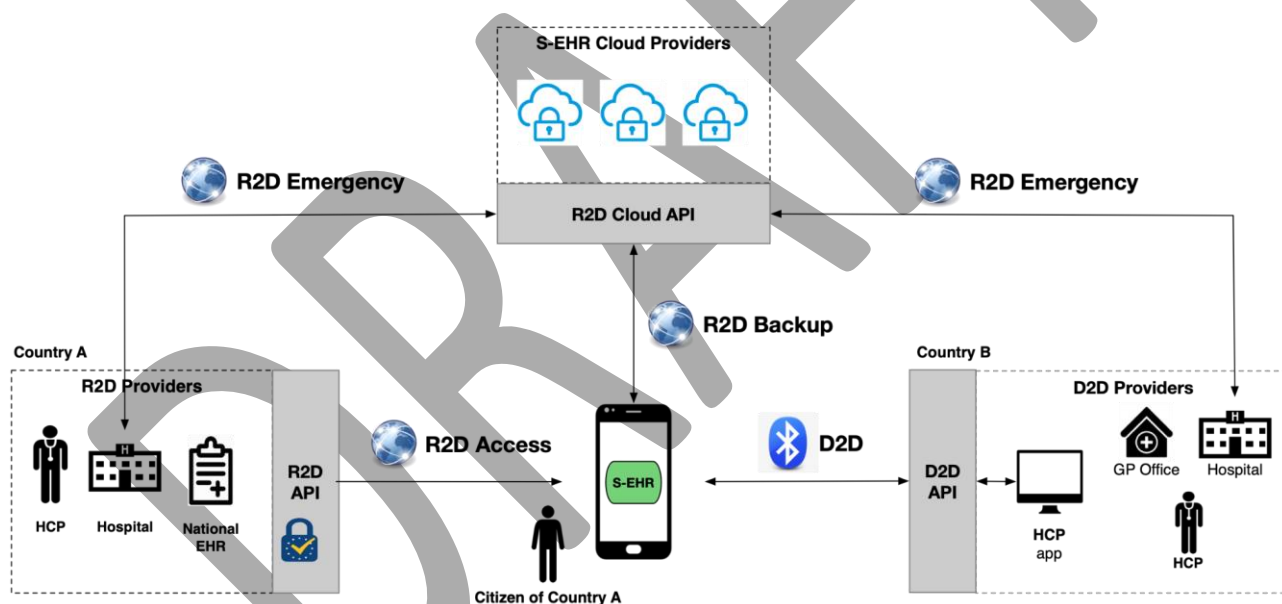 S-EHR Cloud Providers
R2D Emergency
R2D Emergency
R2D Cloud API
R2D Backup
Country A
Country B
R2D Providers
D2D Providers
H
H
R2D Access
D2D
GP Office
Hospital
R2D
API
S-EHR
D2D
API
HCP
Hospital
National
EHR
HCP
app
HCP
Citizen of Country A
DRAFT